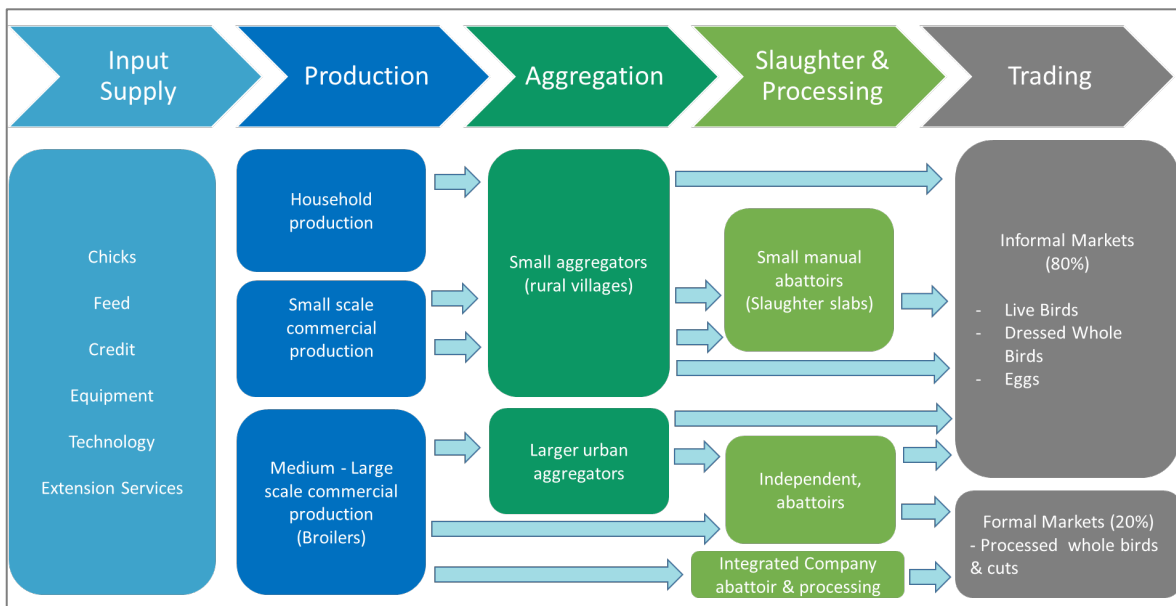 Input
Supply
Production
Aggregation
Slaughter &
Processing
Trading
Chicks
Feed
Credit
Equipment
Technology
Extension Services
Household
production
Small scale
commercial
production
Medium - Large
scale commercial
production
(Broilers)
Small aggregators
(rural villages)
Larger urban
aggregators
Small manual
abattoirs
(Slaughter slabs)
Independent,
abattoirs
Integrated Company
abattoir & processing
Informal Markets
(80%)
- Live Birds
- Dressed Whole
Birds
- Eggs
Formal Markets (20%)
- Processed whole birds
& cuts